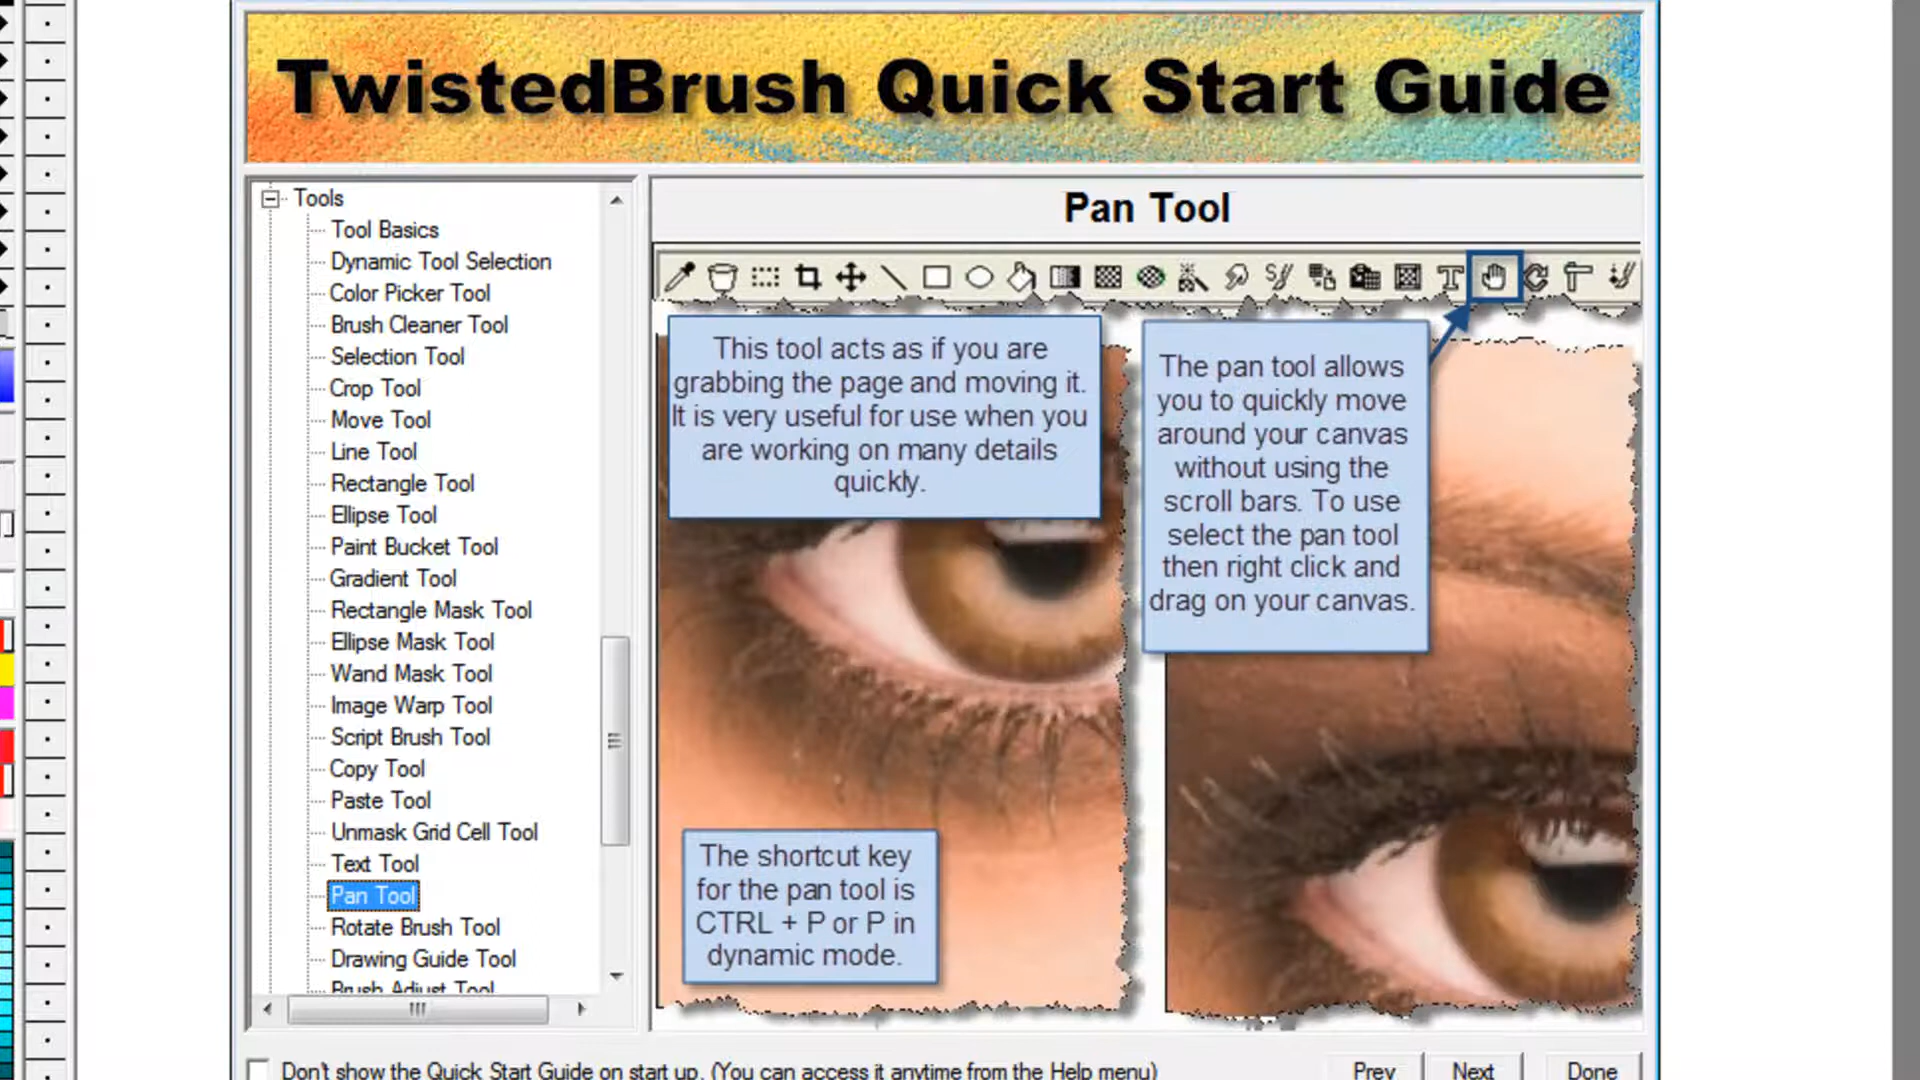 TwistedBrush Quick Start Guide
Tools
Tool Basics
Dynamic Tool Selection
Color Picker Tool
Brush Cleaner Tool
Selection Tool
Crop Tool
Move Tool
Line Tool
Rectangle Tool
Ellipse Tool
Paint Bucket Tool
Gradient Tool
Rectangle Mask Tool
Ellipse Mask Tool
Wand Mask Tool
Image Warp Tool
Script Brush Tool
Copy Tool
Paste Tool
Unmask Grid Cell Tool
Text Tool
Pan Tool
Rotate Brush Tool
Drawing Guide Tool
Brush Adjust Tool
Pan Tool
This tool acts as if you are
grabbing the page and moving it.
It is very useful for use when you
are working on many details
quickly.
The pan tool allows
you to quickly move
around your canvas
without using the
scroll bars. To use
select the pan tool
then right click and
drag on your canvas.
The shortcut key
for the pan tool is
CTRL + P or P in
dynamic mode.
Don't show the Quick Start Guide on start up. (You can access it anytime from the Help menu)
Prev
Next
Done